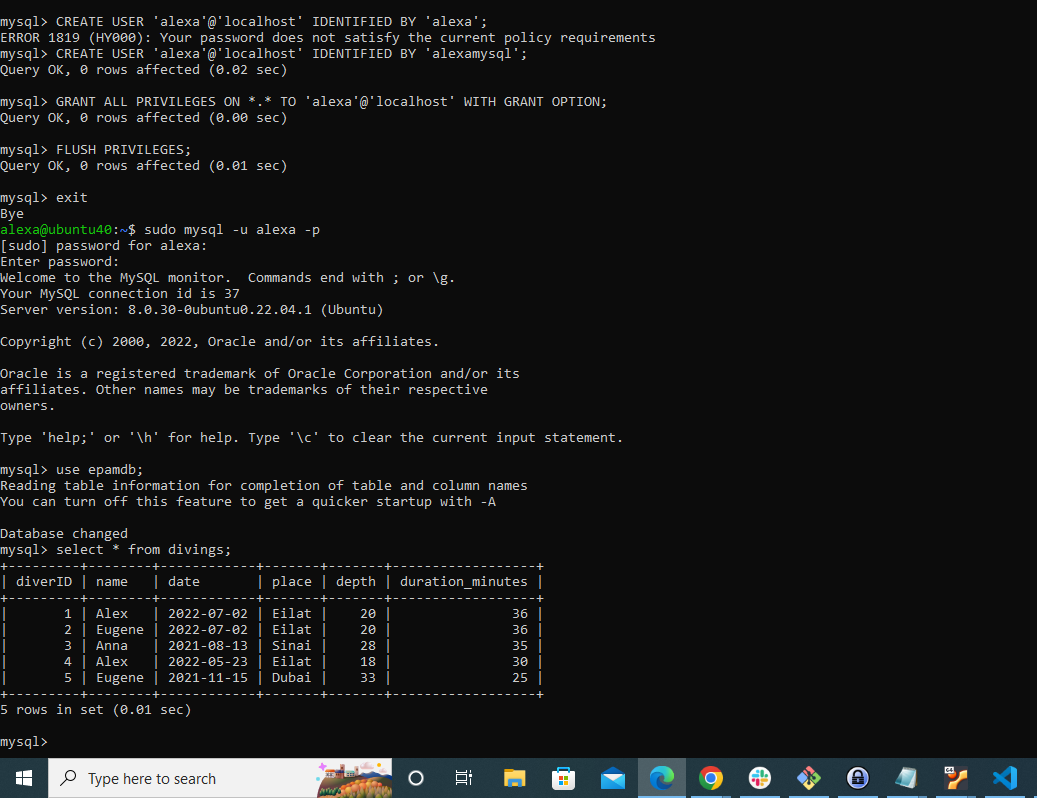 mysql> CREATE USER 'alexa'@'localhost' IDENTIFIED BY 'alexa';
ERROR 1819 (HY000): Your password does not satisfy the current policy requirements
mysql> CREATE USER 'alexa'@'localhost' IDENTIFIED BY 'alexamysql';
Query OK, 0 rows affected (0.02 sec)

mysql> GRANT ALL PRIVILEGES ON *.* TO 'alexa'@'localhost' WITH GRANT OPTION;
Query OK, 0 rows affected (0.00 sec)

mysql> FLUSH PRIVILEGES;
Query OK, 0 rows affected (0.01 sec)

mysql> exit
Bye
alexa@ubuntu40:~$ sudo mysql -u alexa -p
[sudo] password for alexa:
Enter password:
Welcome to the MySQL monitor.  Commands end with ; or \g.
Your MySQL connection id is 37
Server version: 8.0.30-0ubuntu0.22.04.1 (Ubuntu)

Copyright (c) 2000, 2022, Oracle and/or its affiliates.

Oracle is a registered trademark of Oracle Corporation and/or its
affiliates. Other names may be trademarks of their respective
owners.

Type 'help;' or '\h' for help. Type '\c' to clear the current input statement.

mysql> use epamdb;
Reading table information for completion of table and column names
You can turn off this feature to get a quicker startup with -A

Database changed
mysql> select * from divings;
+---------+--------+------------+-------+-------+------------------+
| diverID | name   | date       | place | depth | duration_minutes |
+---------+--------+------------+-------+-------+------------------+
|       1 | Alex   | 2022-07-02 | Eilat |    20 |               36 |
|       2 | Eugene | 2022-07-02 | Eilat |    20 |               36 |
|       3 | Anna   | 2021-08-13 | Sinai |    28 |               35 |
|       4 | Alex   | 2022-05-23 | Eilat |    18 |               30 |
|       5 | Eugene | 2021-11-15 | Dubai |    33 |               25 |
+---------+--------+------------+-------+-------+------------------+
5 rows in set (0.01 sec)

mysql>
Type here to search